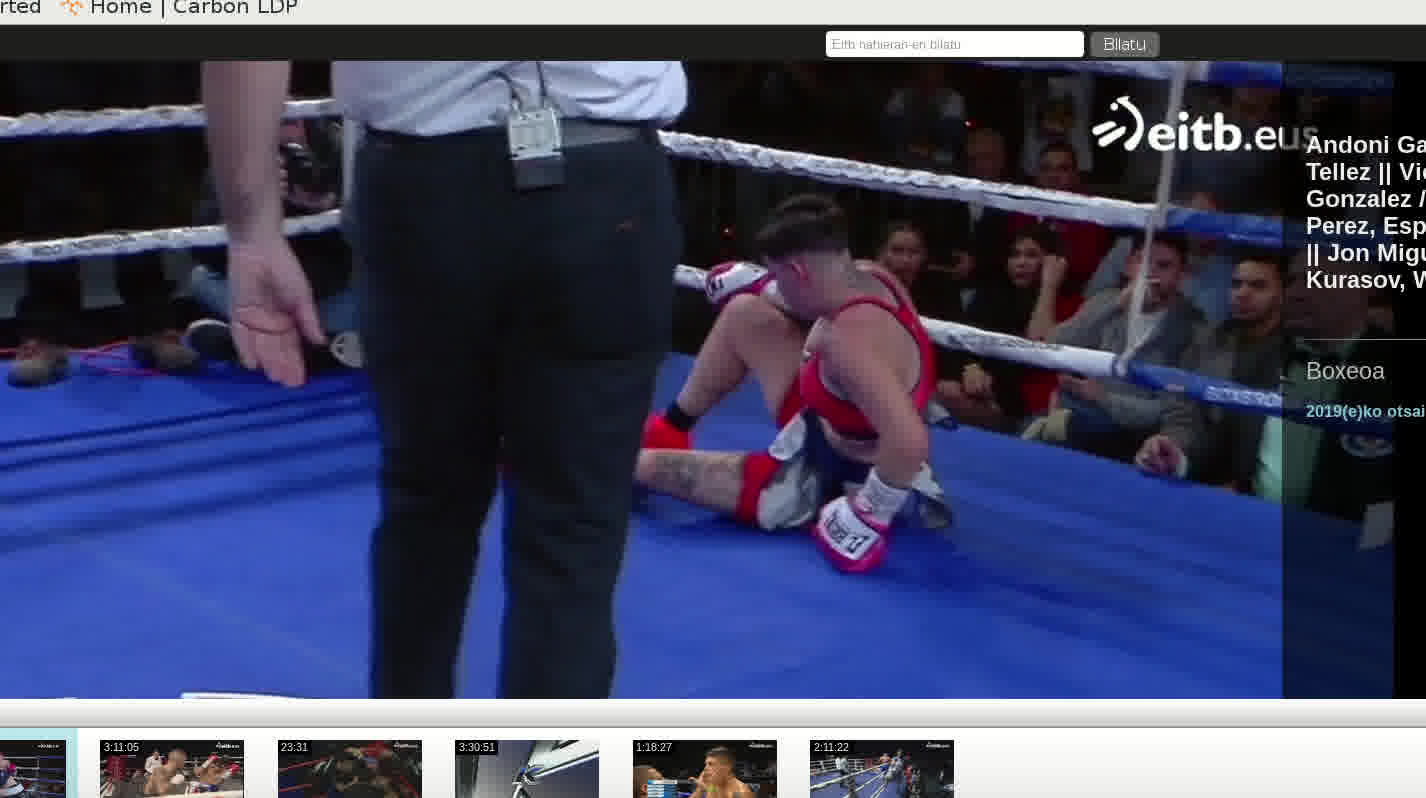 rted Home | Carbon LDP
Eitb nahieran-en bilatu Bilatu
eitb.eus
Andoni Ga
Tellez || Vi
Gonzalez /
Perez, Esp
|| Jon Migu
Kurasov, W
Boxeoa
2019(e)ko otsai
3:11:05 23:31 3:30:51 1:18:27 2:11:22